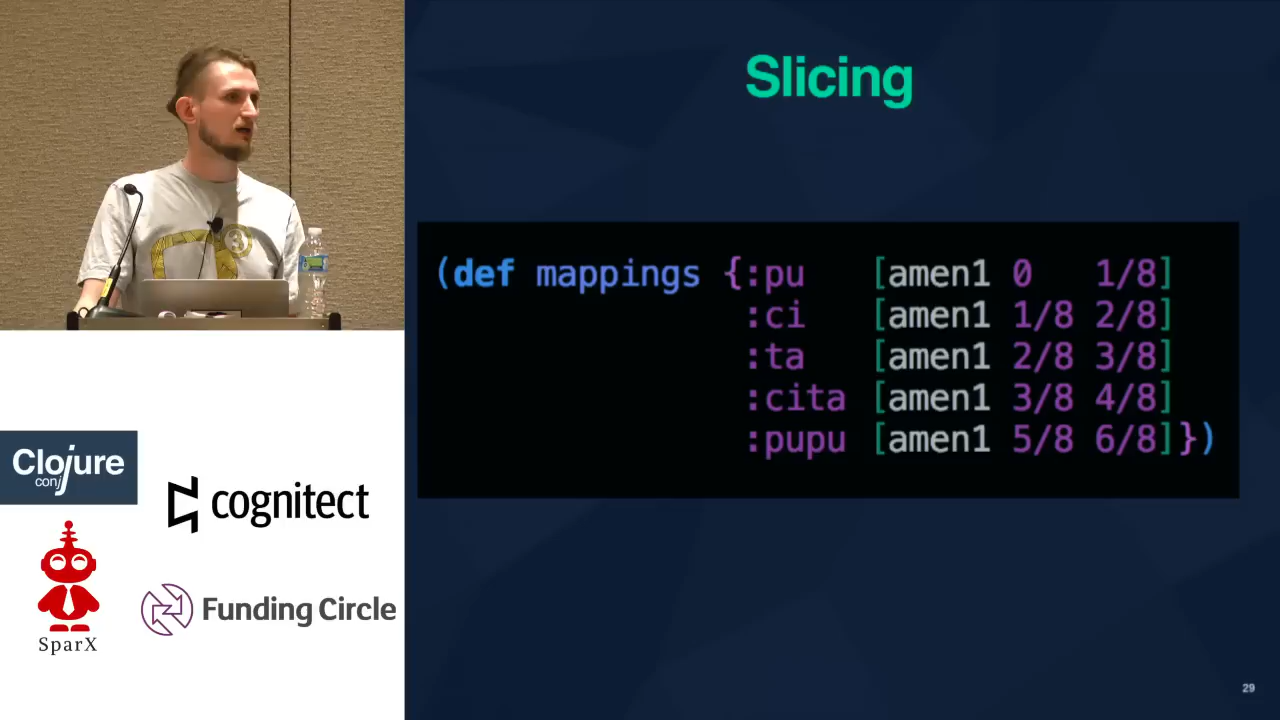 Slicing
(def mappings {:pu [amen1 0 1/8]
:ci [amen1 1/8 2/8]
:ta [amen1 2/8 3/8]
:cita [amen1 3/8 4/8]
:pupu [amen1 5/8 6/8]})
3
Clojure
conj
cognitect
SparX
Funding Circle
29